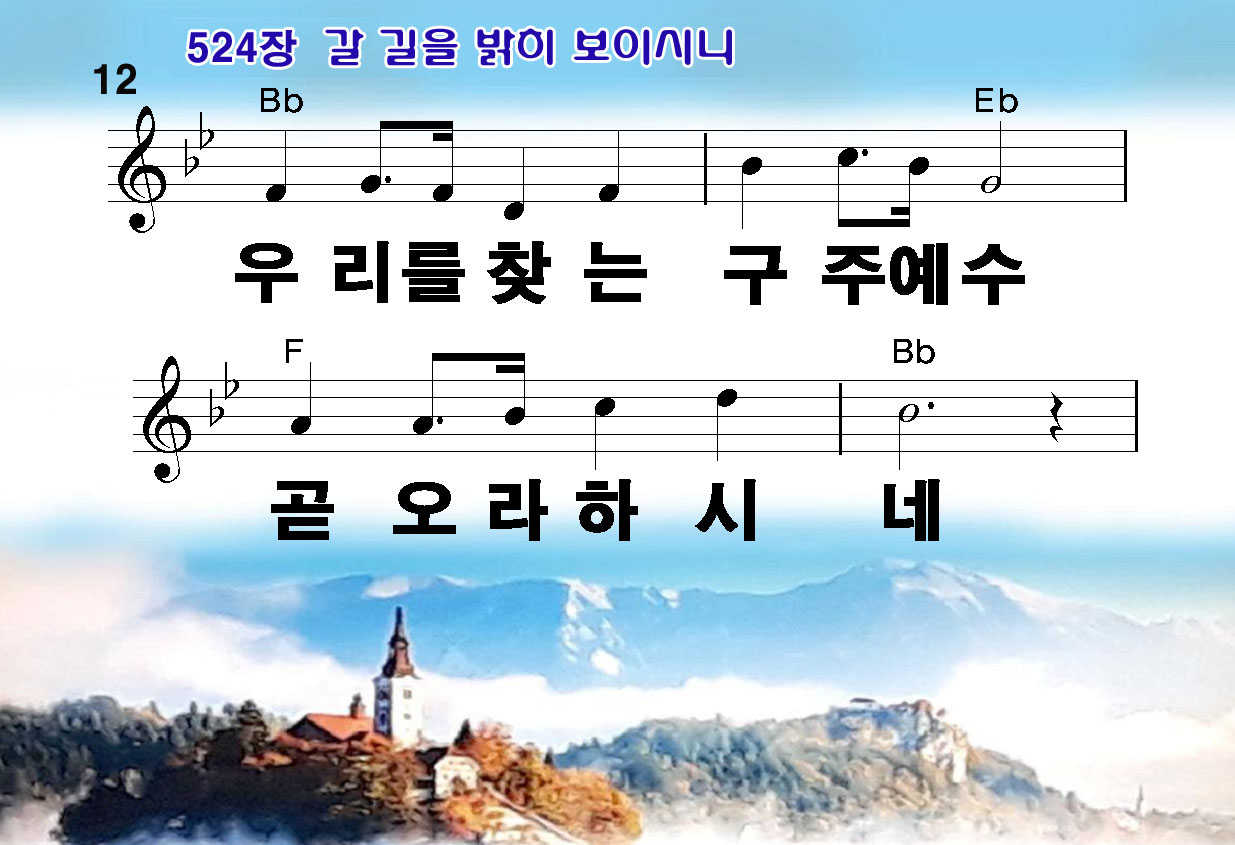 524장 갈 길을 밝히 보이시니
12
Bb Eb
우 리를 찾 는 구 주예수
F Bb
곧 오 라 하 시 네